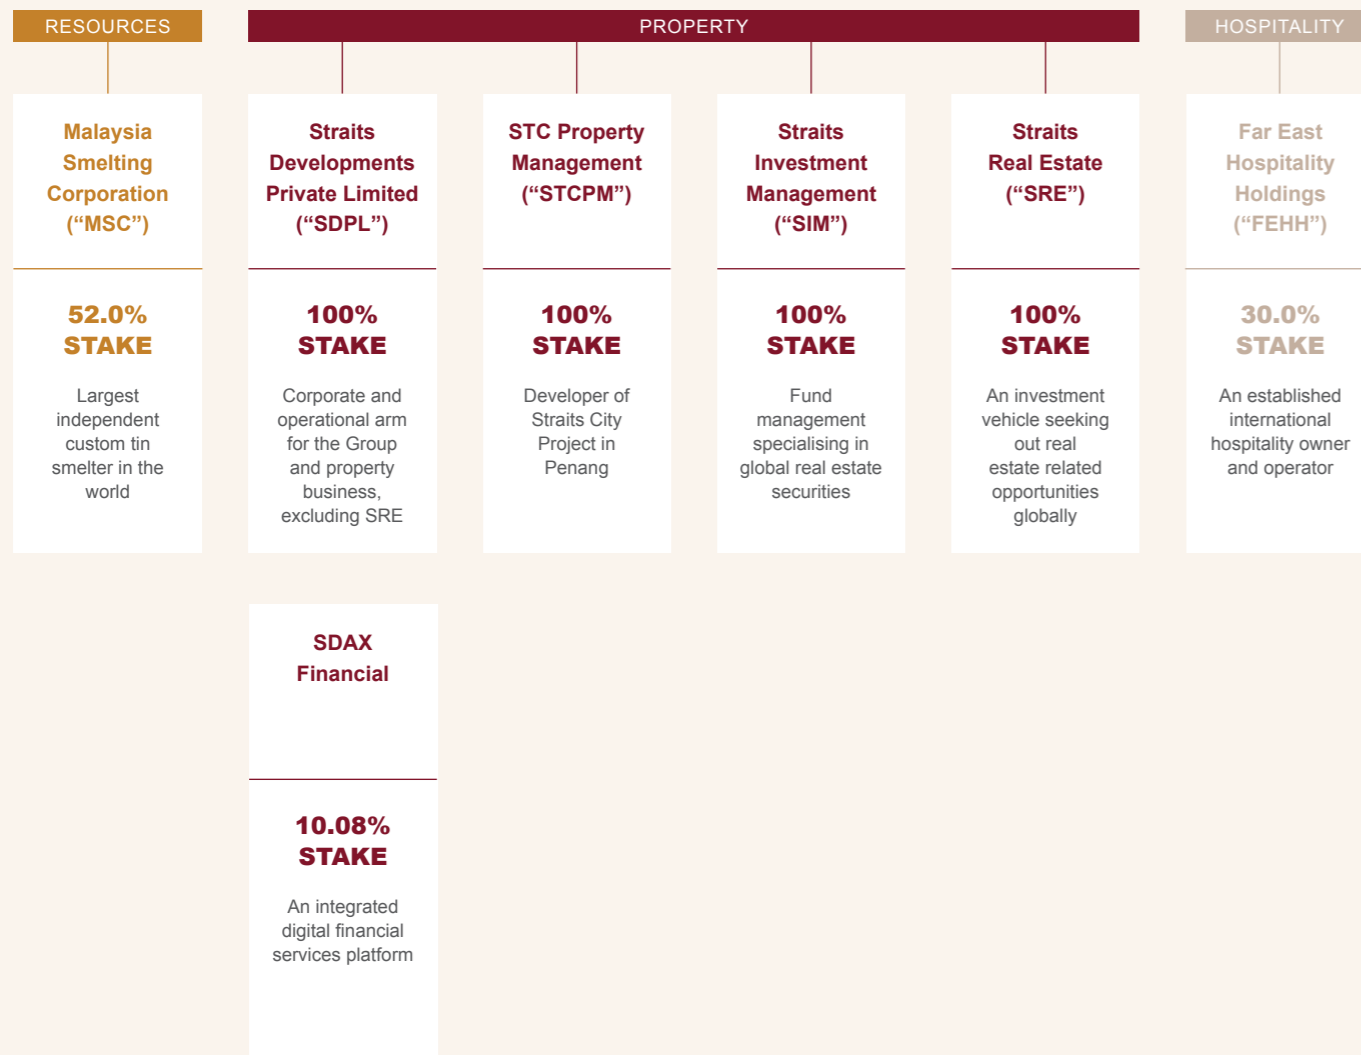 RESOURCES
Malaysia
Smelting
Corporation
(“MSC”)
52.0%
STAKE
Largest
independent
custom tin
smelter in the
world
PROPERTY
Straits
Developments
Private Limited
(“SDPL”)
100%
STAKE
Corporate and
operational arm
for the Group
and property
business,
excluding SRE
STC Property
Management
(“STCPM”)
100%
STAKE
Developer of
Straits City
Project in
Penang
Straits
Investment
Management
(“SIM”)
100%
STAKE
Fund
management
specialising in
global real estate
securities
Straits
Real Estate
(“SRE”)
100%
STAKE
An investment
vehicle seeking
out real
estate related
opportunities
globally
SDAX
Financial
10.08%
STAKE
An integrated
digital financial
services platform
HOSPITALITY
Far East
Hospitality
Holdings
(“FEHH”)
30.0%
STAKE
An established
international
hospitality owner
and operator